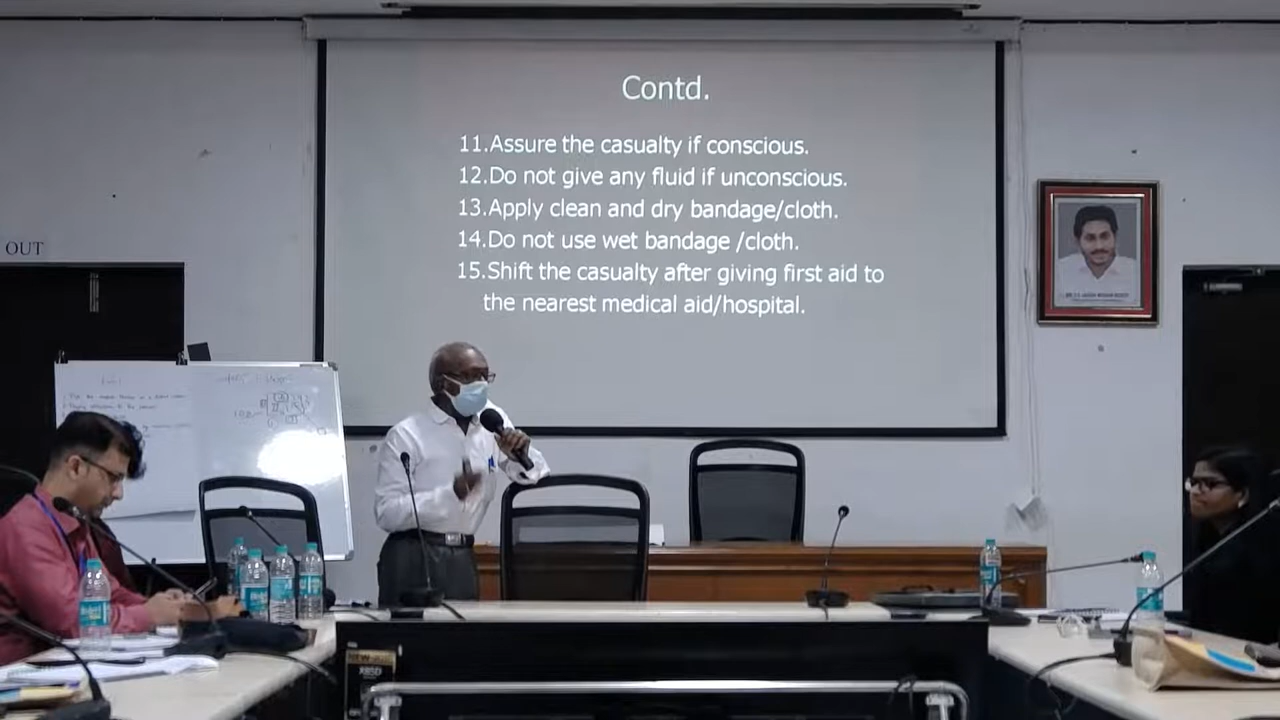 Contd.
11.Assure the casualty if conscious.
12.Do not give any fluid if unconscious.
13.Apply clean and dry bandage/cloth.
14.Do not use wet bandage /cloth.
15.Shift the casualty after giving first aid to
the nearest medical aid/hospital.
OUT